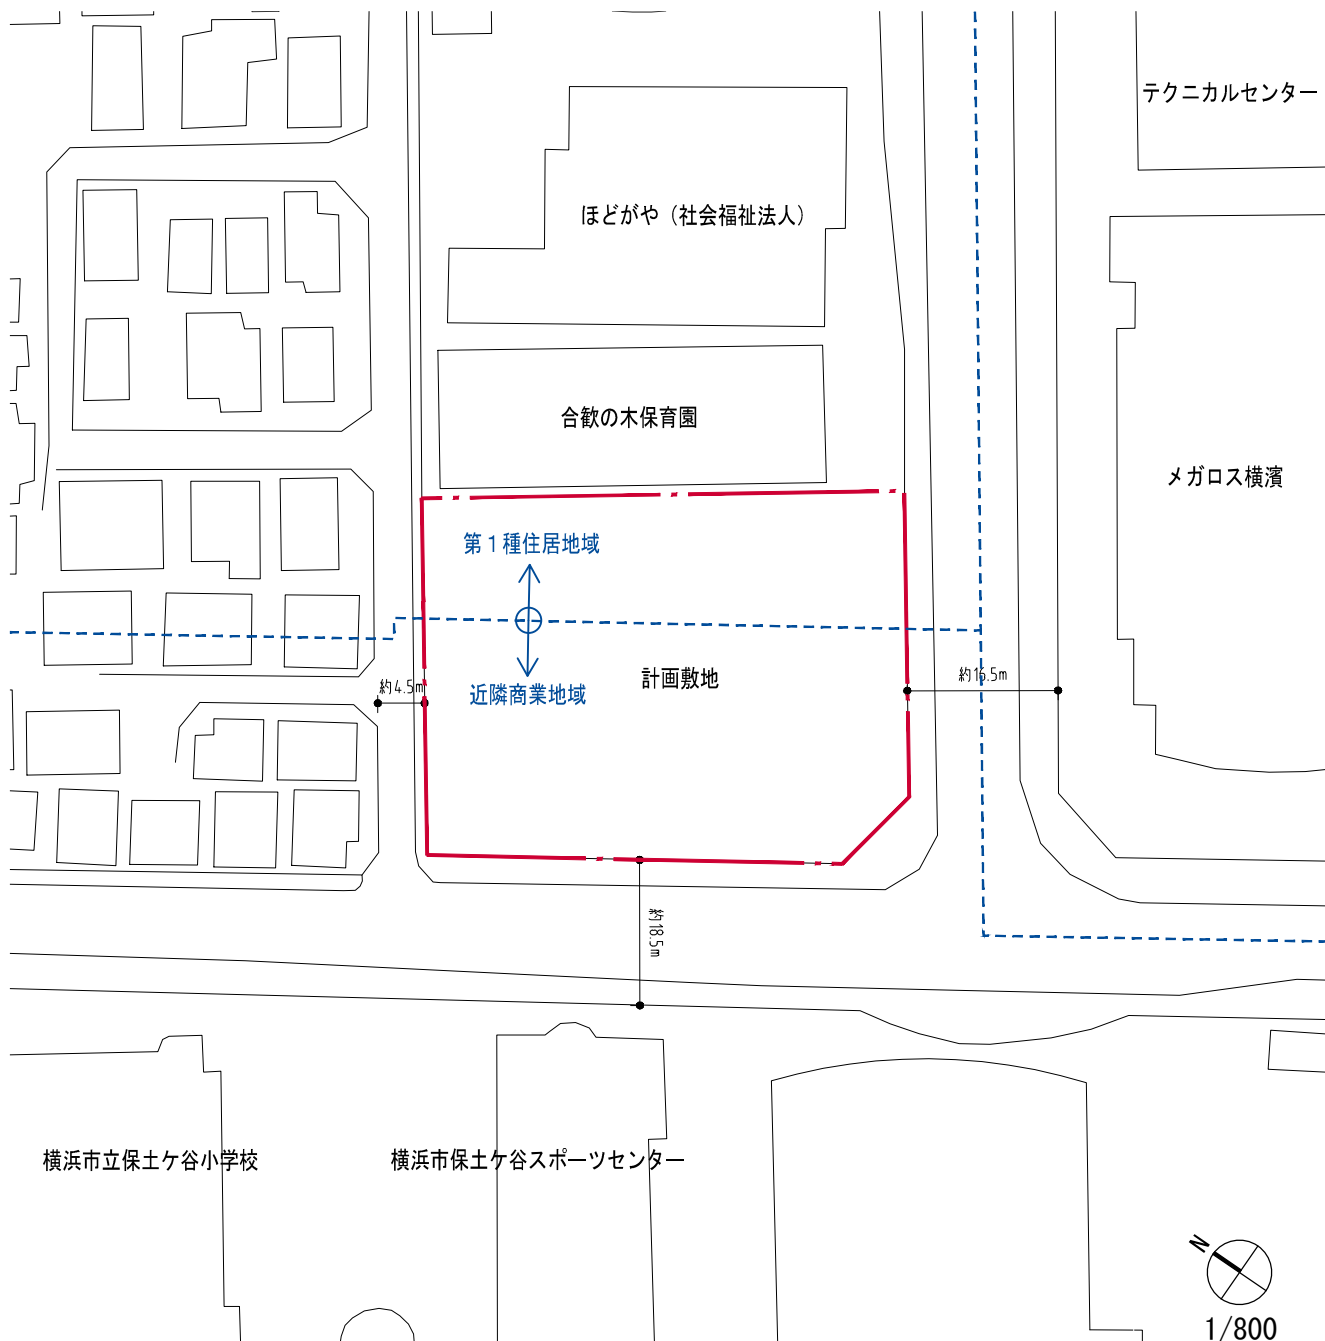 テクニカルセンター
ほどがや（社会福祉法人）
合歓の木保育園
メガロス横濱
第１種住居地域
計画敷地
約16.5m
約4.5m
近隣商業地域
約18.5m
横浜市立保土ケ谷小学校
横浜市保土ケ谷スポーツセンター
N
1/800